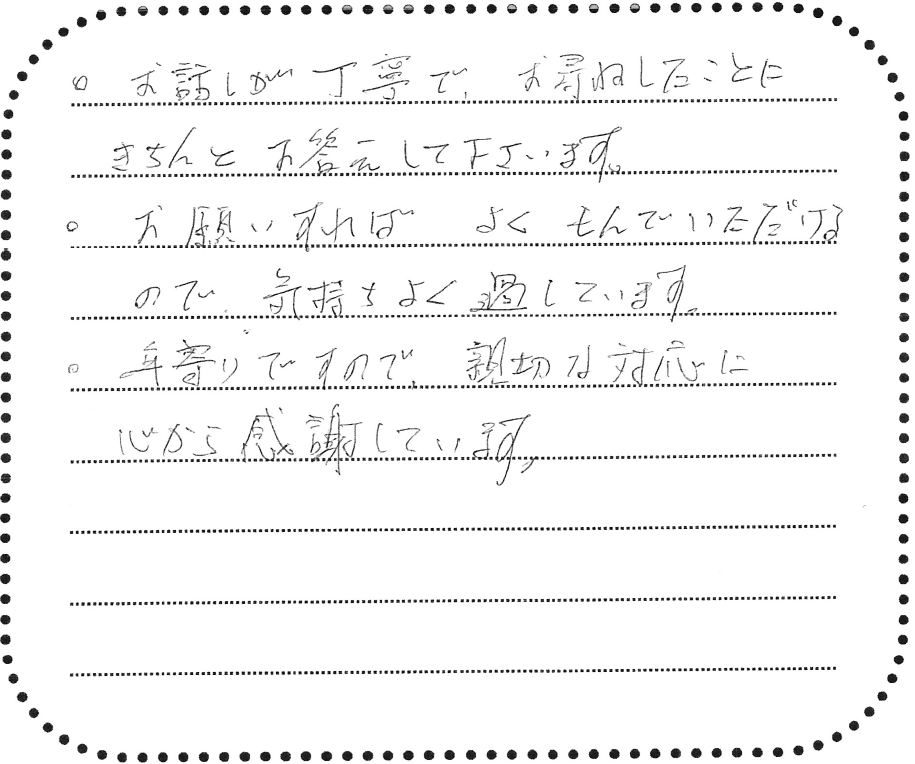 ○ お話しが丁寧で、お尋ねしたことに
きちんとお答えして下さいます。
○ お願いすれば よくもんでいただける
ので、気持ちよく過しています。
○ 年寄りですので、親切な対応に
心から感謝しています。